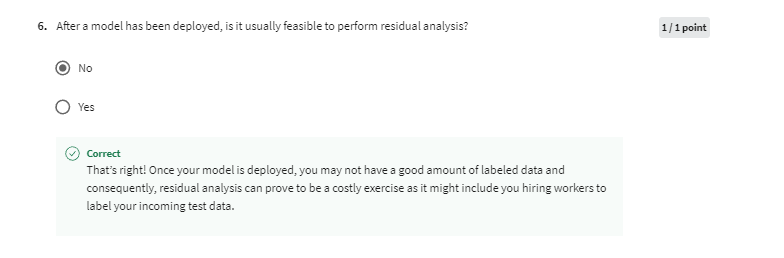 6. After a model has been deployed, is it usually feasible to perform residual analysis?
1 / 1 point
No
Yes
Correct
That's right! Once your model is deployed, you may not have a good amount of labeled data and
consequently, residual analysis can prove to be a costly exercise as it might include you hiring workers to
label your incoming test data.